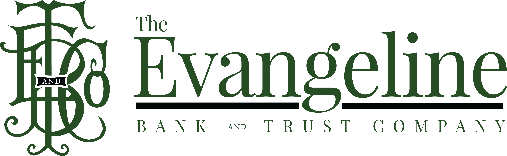 AND
The
Evangeline
BANK AND TRUST COMPANY